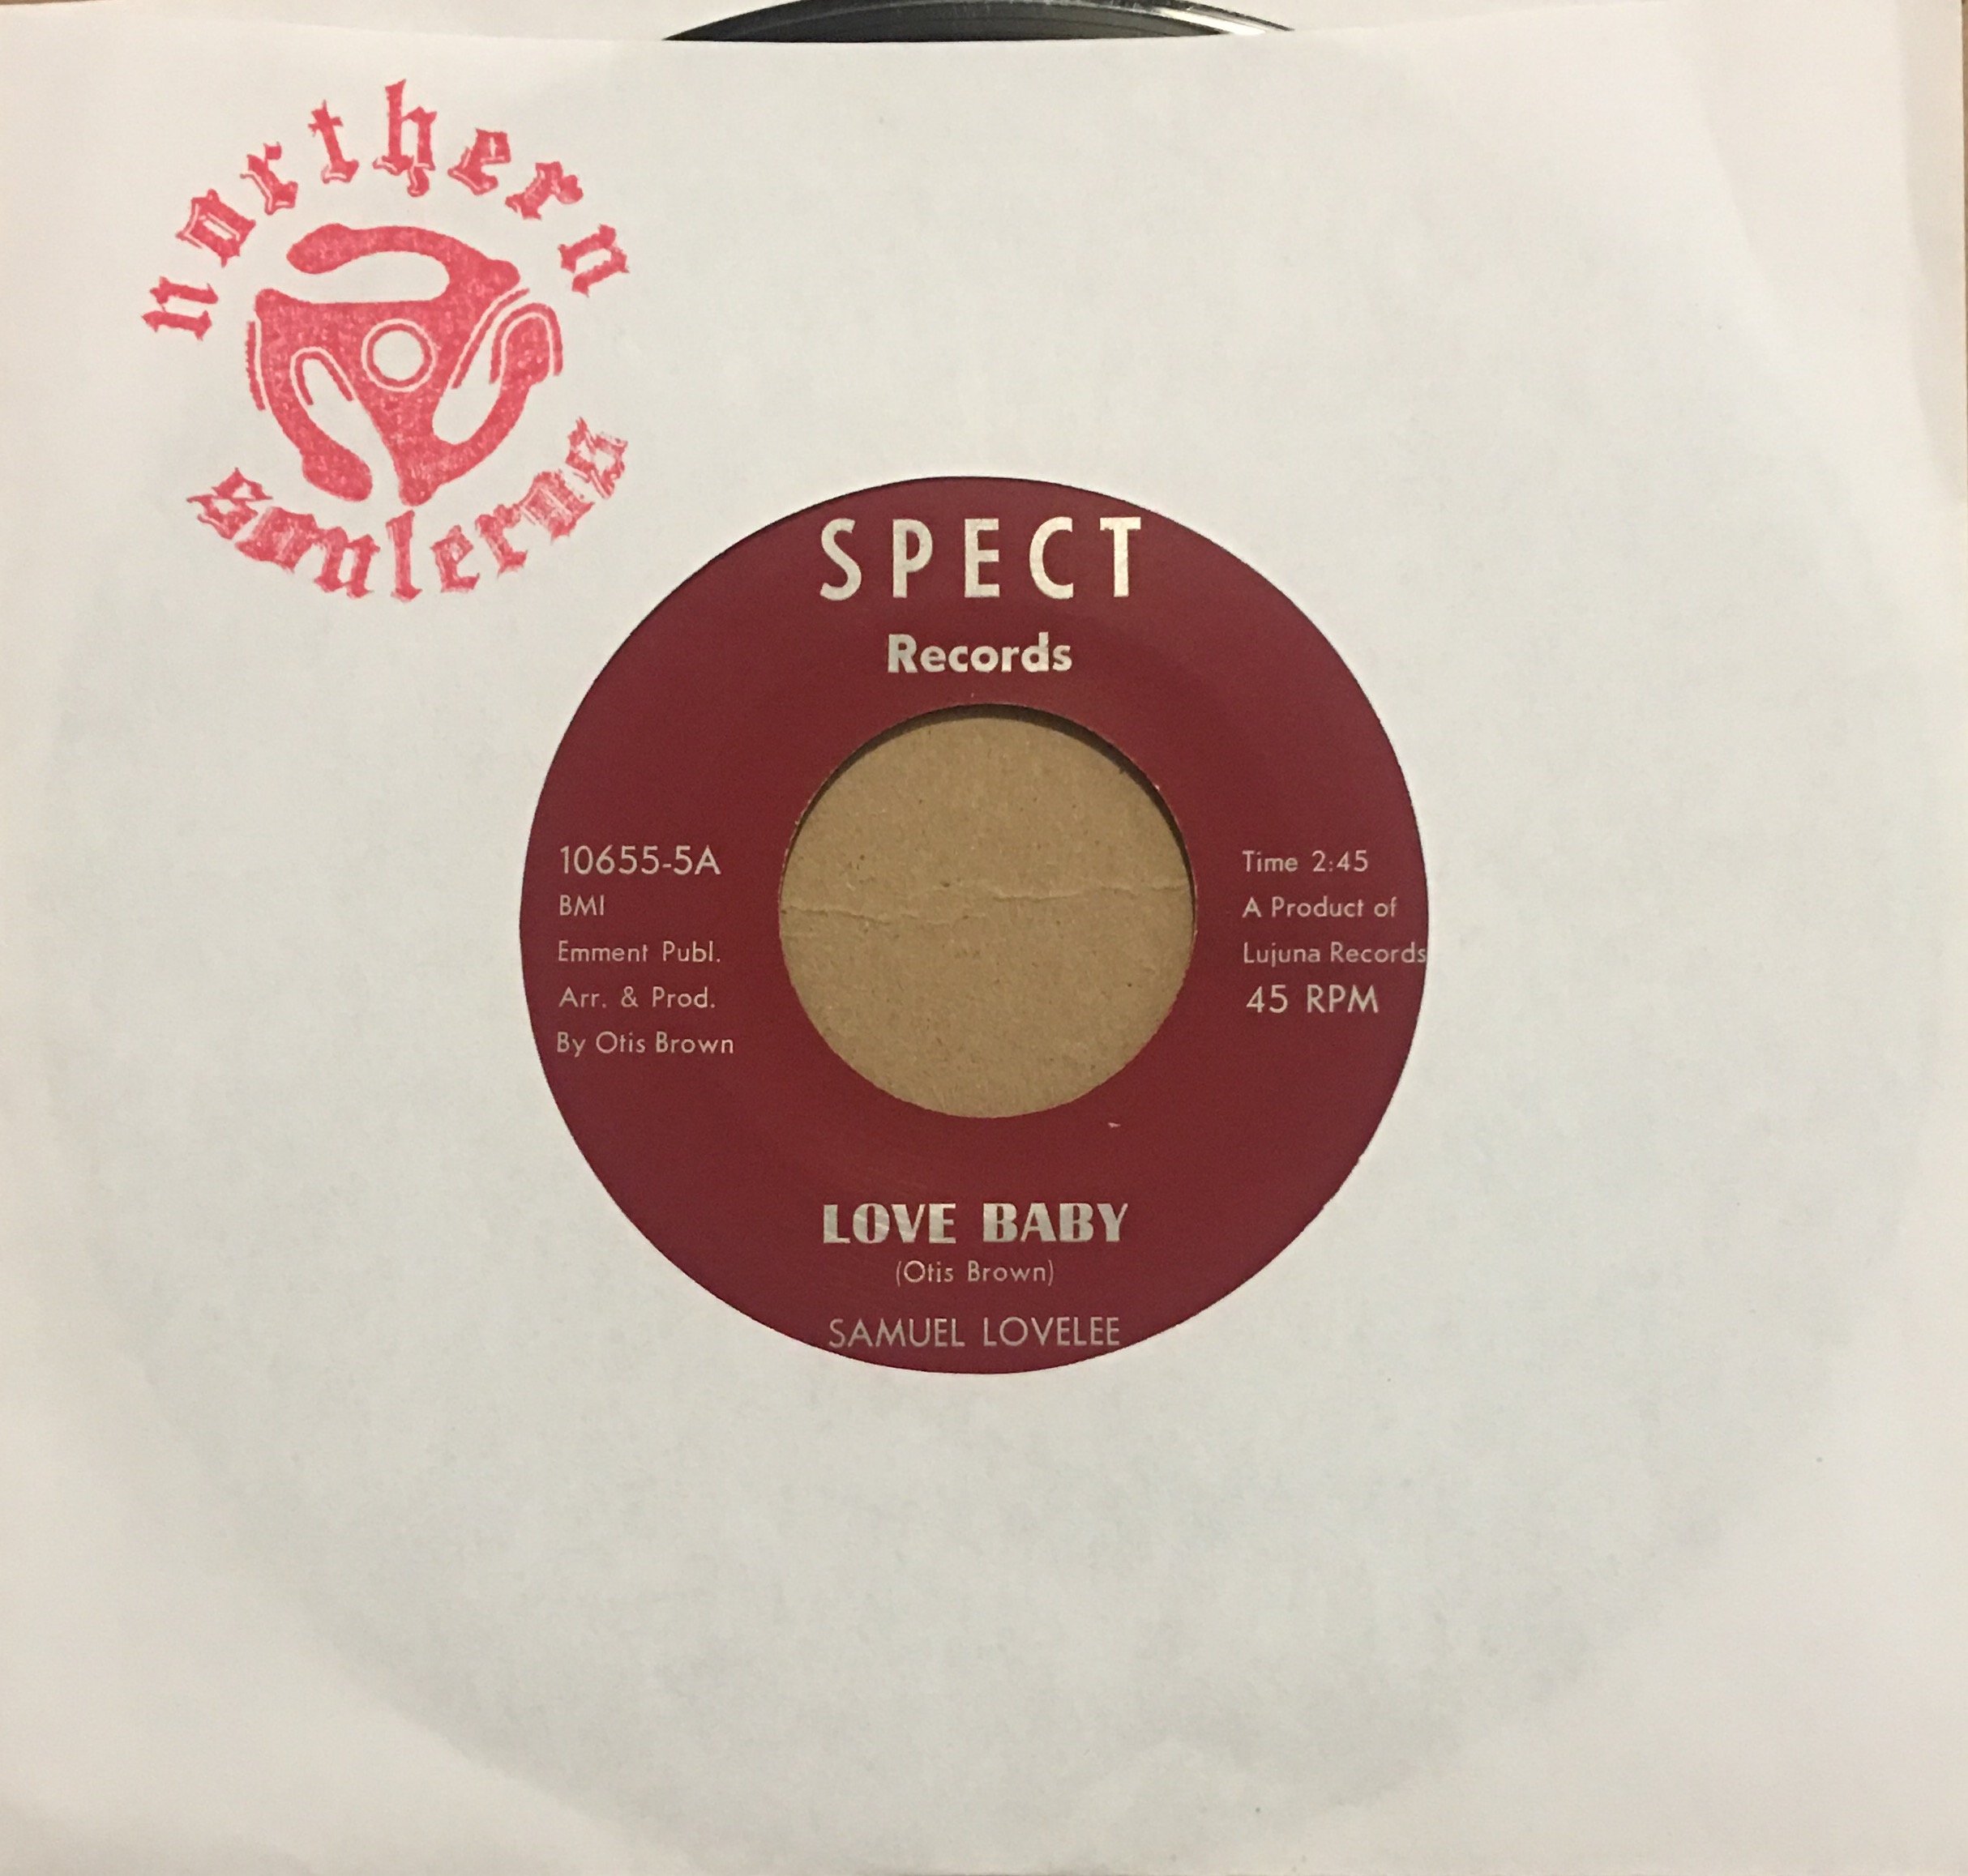 northern
souleros
SPECT
Records
10655-5A
BMI
Emment Publ.
Arr. & Prod.
By Otis Brown
Time 2:45
A Product of
Lujuna Records
45 RPM
LOVE BABY
(Otis Brown)
SAMUEL LOVELEE